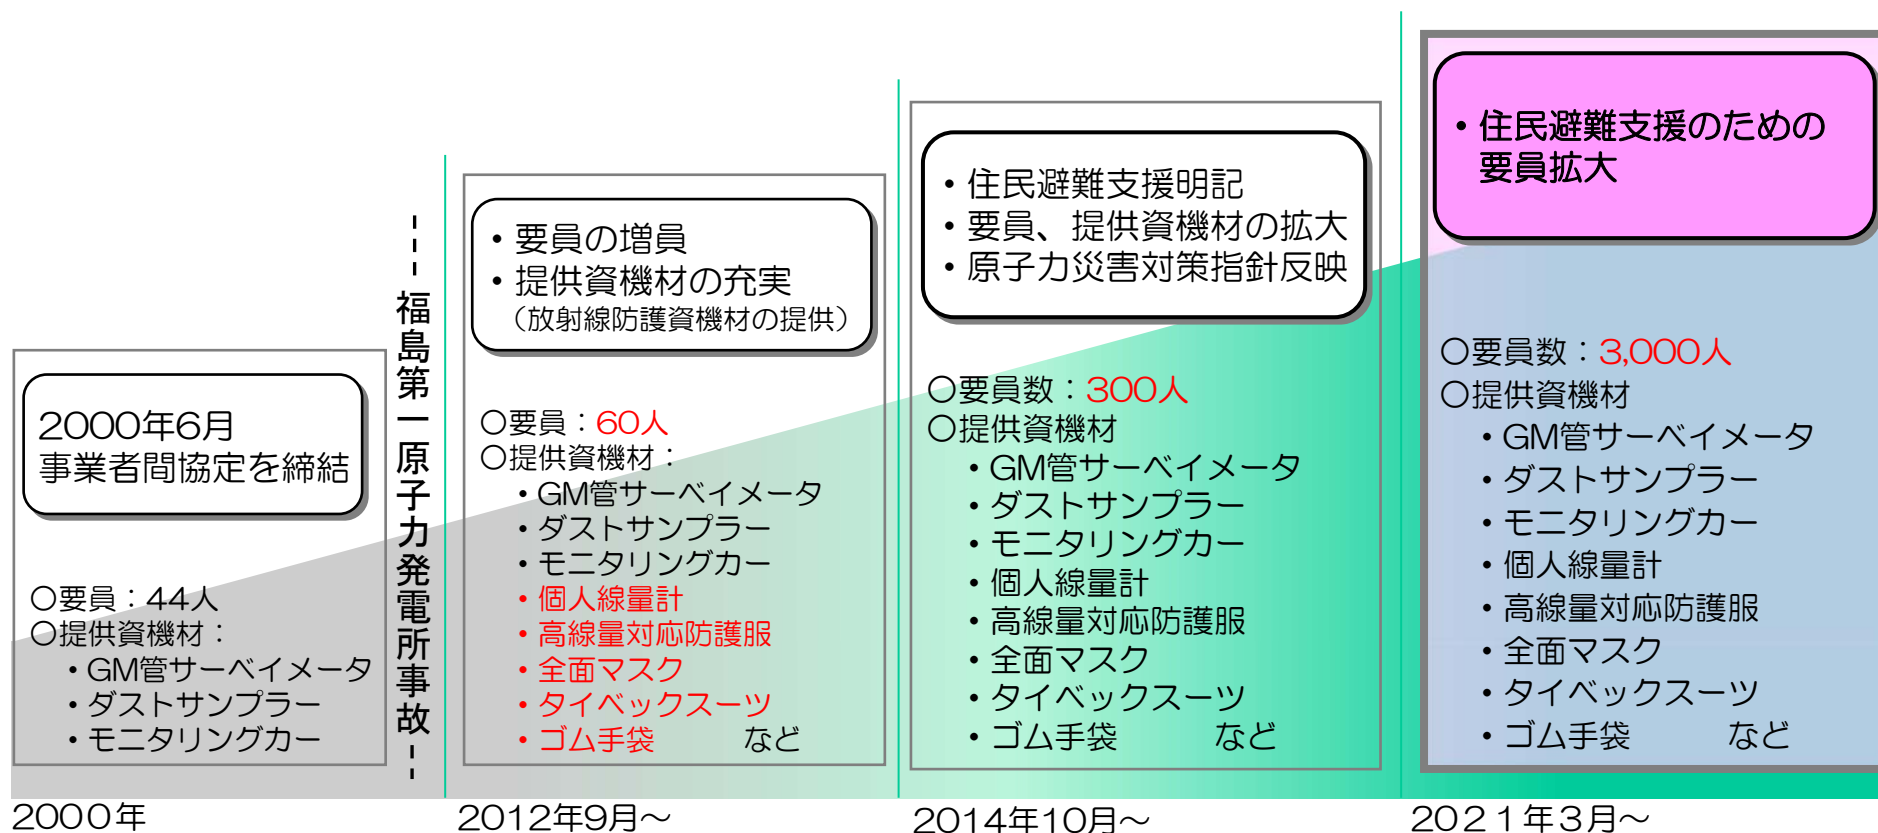 2000年6月
事業者間協定を締結
○要員：44人
○提供資機材：
・GM管サーベイメータ
・ダストサンプラー
・モニタリングカー
2000年
福島第一原子力発電所事故
・要員の増員
・提供資機材の充実
（放射線防護資機材の提供）
○要員：60人
○提供資機材：
・GM管サーベイメータ
・ダストサンプラー
・モニタリングカー
・個人線量計
・高線量対応防護服
・全面マスク
・タイベックスーツ
・ゴム手袋　　　など
2012年9月～
・住民避難支援明記
・要員、提供資機材の拡大
・原子力災害対策指針反映
○要員数：300人
○提供資機材
・GM管サーベイメータ
・ダストサンプラー
・モニタリングカー
・個人線量計
・高線量対応防護服
・全面マスク
・タイベックスーツ
・ゴム手袋　　　など
2014年10月～
・住民避難支援のための
要員拡大
○要員数：3,000人
○提供資機材
・GM管サーベイメータ
・ダストサンプラー
・モニタリングカー
・個人線量計
・高線量対応防護服
・全面マスク
・タイベックスーツ
・ゴム手袋　　　など
2021年3月～